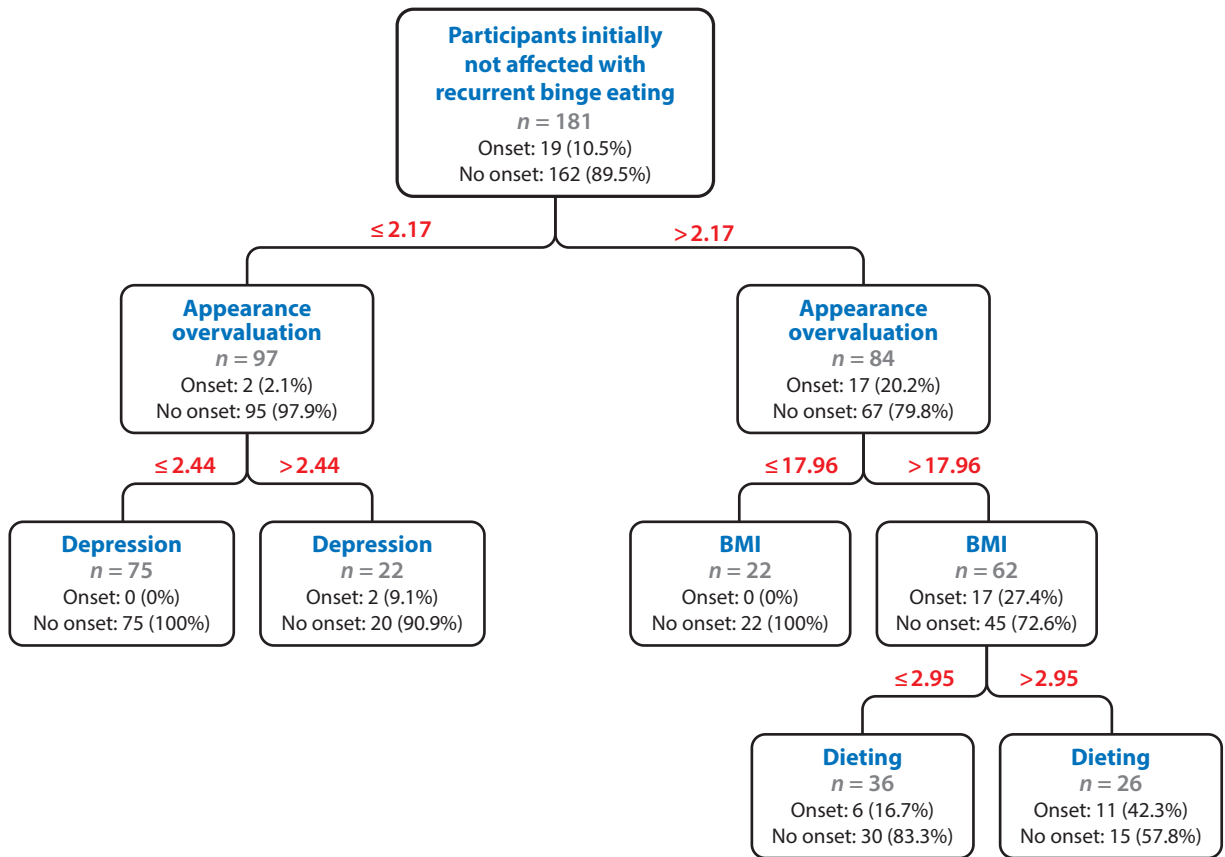 Participants initially
not affected with
recurrent binge eating
n = 181
Onset: 19 (10.5%)
No onset: 162 (89.5%)
≤ 2.17
> 2.17
Appearance
overvaluation
n = 97
Onset: 2 (2.1%)
No onset: 95 (97.9%)
Appearance
overvaluation
n = 84
Onset: 17 (20.2%)
No onset: 67 (79.8%)
≤ 2.44
> 2.44
≤ 17.96
> 17.96
Depression
n = 75
Onset: 0 (0%)
No onset: 75 (100%)
Depression
n = 22
Onset: 2 (9.1%)
No onset: 20 (90.9%)
BMI
n = 22
Onset: 0 (0%)
No onset: 22 (100%)
BMI
n = 62
Onset: 17 (27.4%)
No onset: 45 (72.6%)
≤ 2.95
> 2.95
Dieting
n = 36
Onset: 6 (16.7%)
No onset: 30 (83.3%)
Dieting
n = 26
Onset: 11 (42.3%)
No onset: 15 (57.8%)